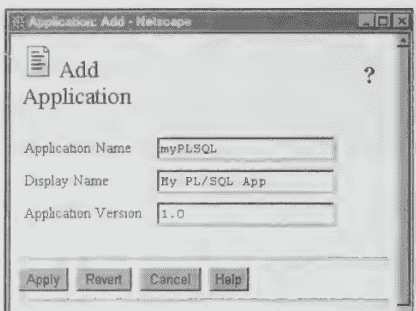 Application: Add - Netscape
Add
Application
?
Application Name myPLSQL
Display Name My PL/SQL App
Application Version 1.0
Apply Revert Cancel Help